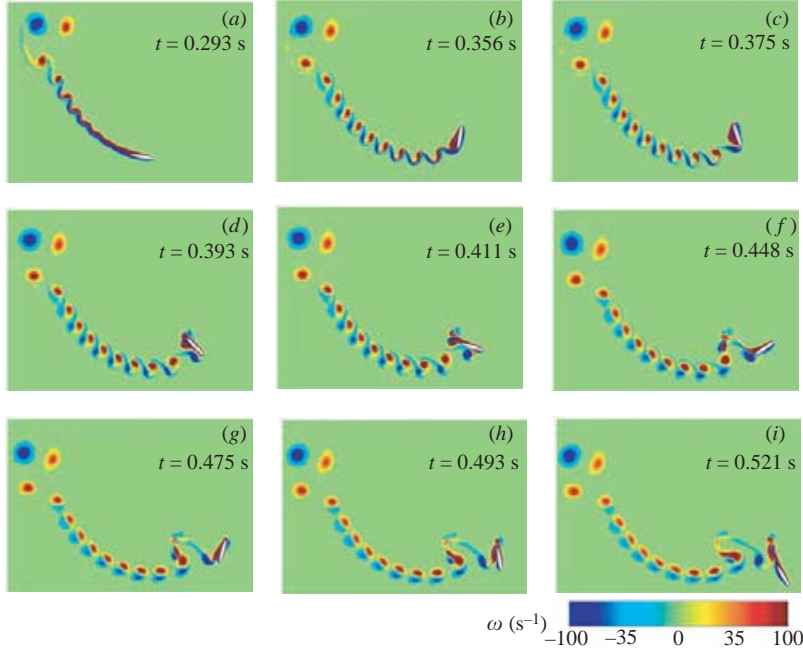 (a)
t = 0.293 s
(b)
t = 0.356 s
(c)
t = 0.375 s
(d)
t = 0.393 s
(e)
t = 0.411 s
(f)
t = 0.448 s
(g)
t = 0.475 s
(h)
t = 0.493 s
(i)
t = 0.521 s
ω (s⁻¹)
–100 –35 0 35 100